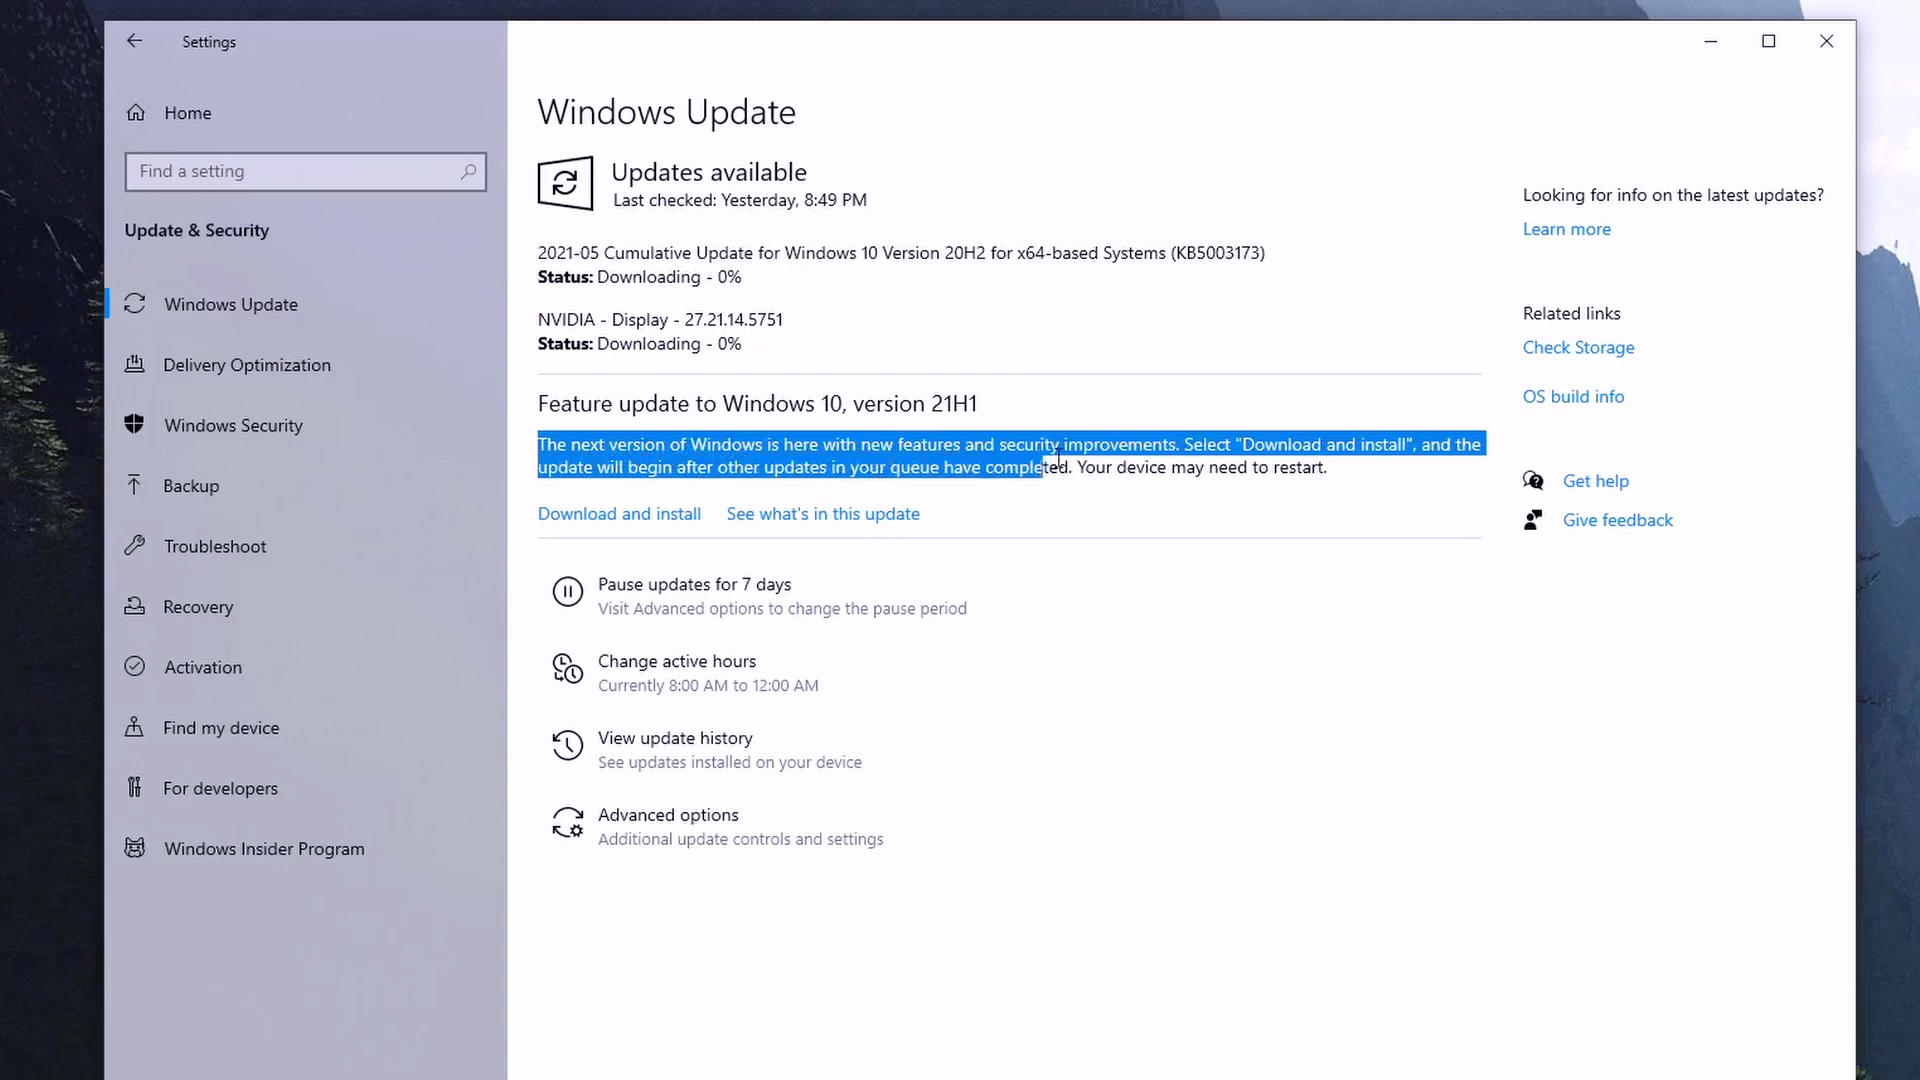 Settings
Home
Find a setting
Update & Security
Windows Update
Delivery Optimization
Windows Security
Backup
Troubleshoot
Recovery
Activation
Find my device
For developers
Windows Insider Program
Windows Update
Updates available
Last checked: Yesterday, 8:49 PM
2021-05 Cumulative Update for Windows 10 Version 20H2 for x64-based Systems (KB5003173)
Status: Downloading - 0%
NVIDIA - Display - 27.21.14.5751
Status: Downloading - 0%
Feature update to Windows 10, version 21H1
The next version of Windows is here with new features and security improvements. Select "Download and install", and the
update will begin after other updates in your queue have completed. Your device may need to restart.
Download and install See what's in this update
Pause updates for 7 days
Visit Advanced options to change the pause period
Change active hours
Currently 8:00 AM to 12:00 AM
View update history
See updates installed on your device
Advanced options
Additional update controls and settings
Looking for info on the latest updates?
Learn more
Related links
Check Storage
OS build info
Get help
Give feedback